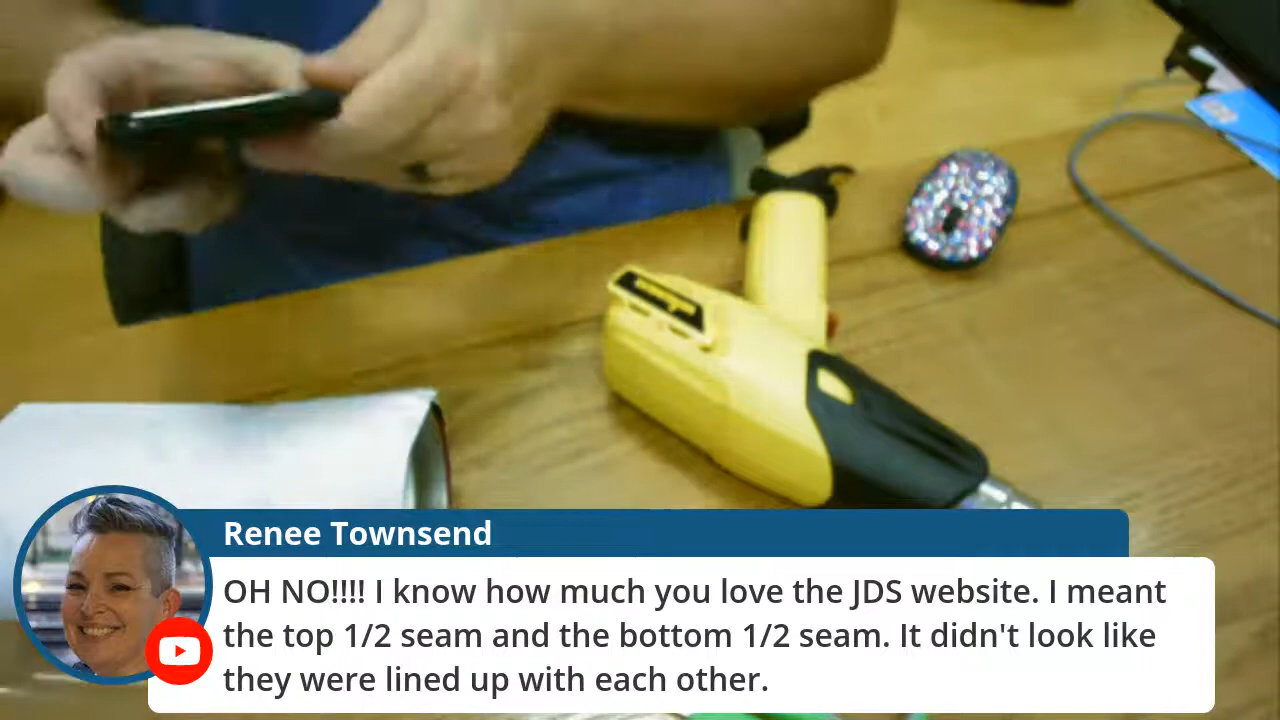 Renee Townsend
OH NO!!!! I know how much you love the JDS website. I meant
the top 1/2 seam and the bottom 1/2 seam. It didn't look like
they were lined up with each other.